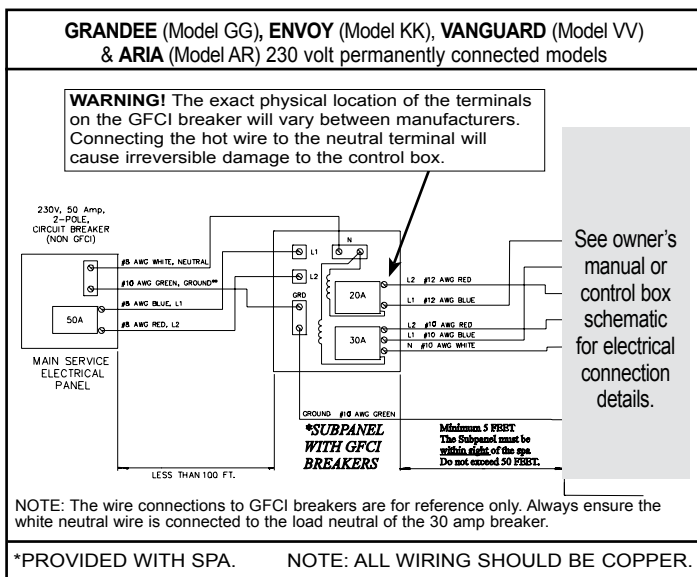 GRANDEE (Model GG), ENVOY (Model KK), VANGUARD (Model VV)
& ARIA (Model AR) 230 volt permanently connected models
WARNING! The exact physical location of the terminals
on the GFCI breaker will vary between manufacturers.
Connecting the hot wire to the neutral terminal will
cause irreversible damage to the control box.
230V, 50 Amp,
2-POLE,
CIRCUIT BREAKER
(NON GFCI)
#8 AWG WHITE, NEUTRAL
#10 AWG GREEN, GROUND**
#8 AWG BLUE, L1
#8 AWG RED, L2
50A
MAIN SERVICE
ELECTRICAL
PANEL
N
L1
L2
GRD
20A
30A
L2 #12 AWG RED
L1 #12 AWG BLUE
L2 #10 AWG RED
L1 #10 AWG BLUE
N #10 AWG WHITE
See owner's
manual or
control box
schematic
for electrical
connection
details.
GROUND #10 AWG GREEN
*SUBPANEL
WITH GFCI
BREAKERS
Minimum 5 FEET
The Subpanel must be
within sight of the spa
Do not exceed 50 FEET.
LESS THAN 100 FT.
NOTE: The wire connections to GFCI breakers are for reference only. Always ensure the
white neutral wire is connected to the load neutral of the 30 amp breaker.
*PROVIDED WITH SPA. NOTE: ALL WIRING SHOULD BE COPPER.